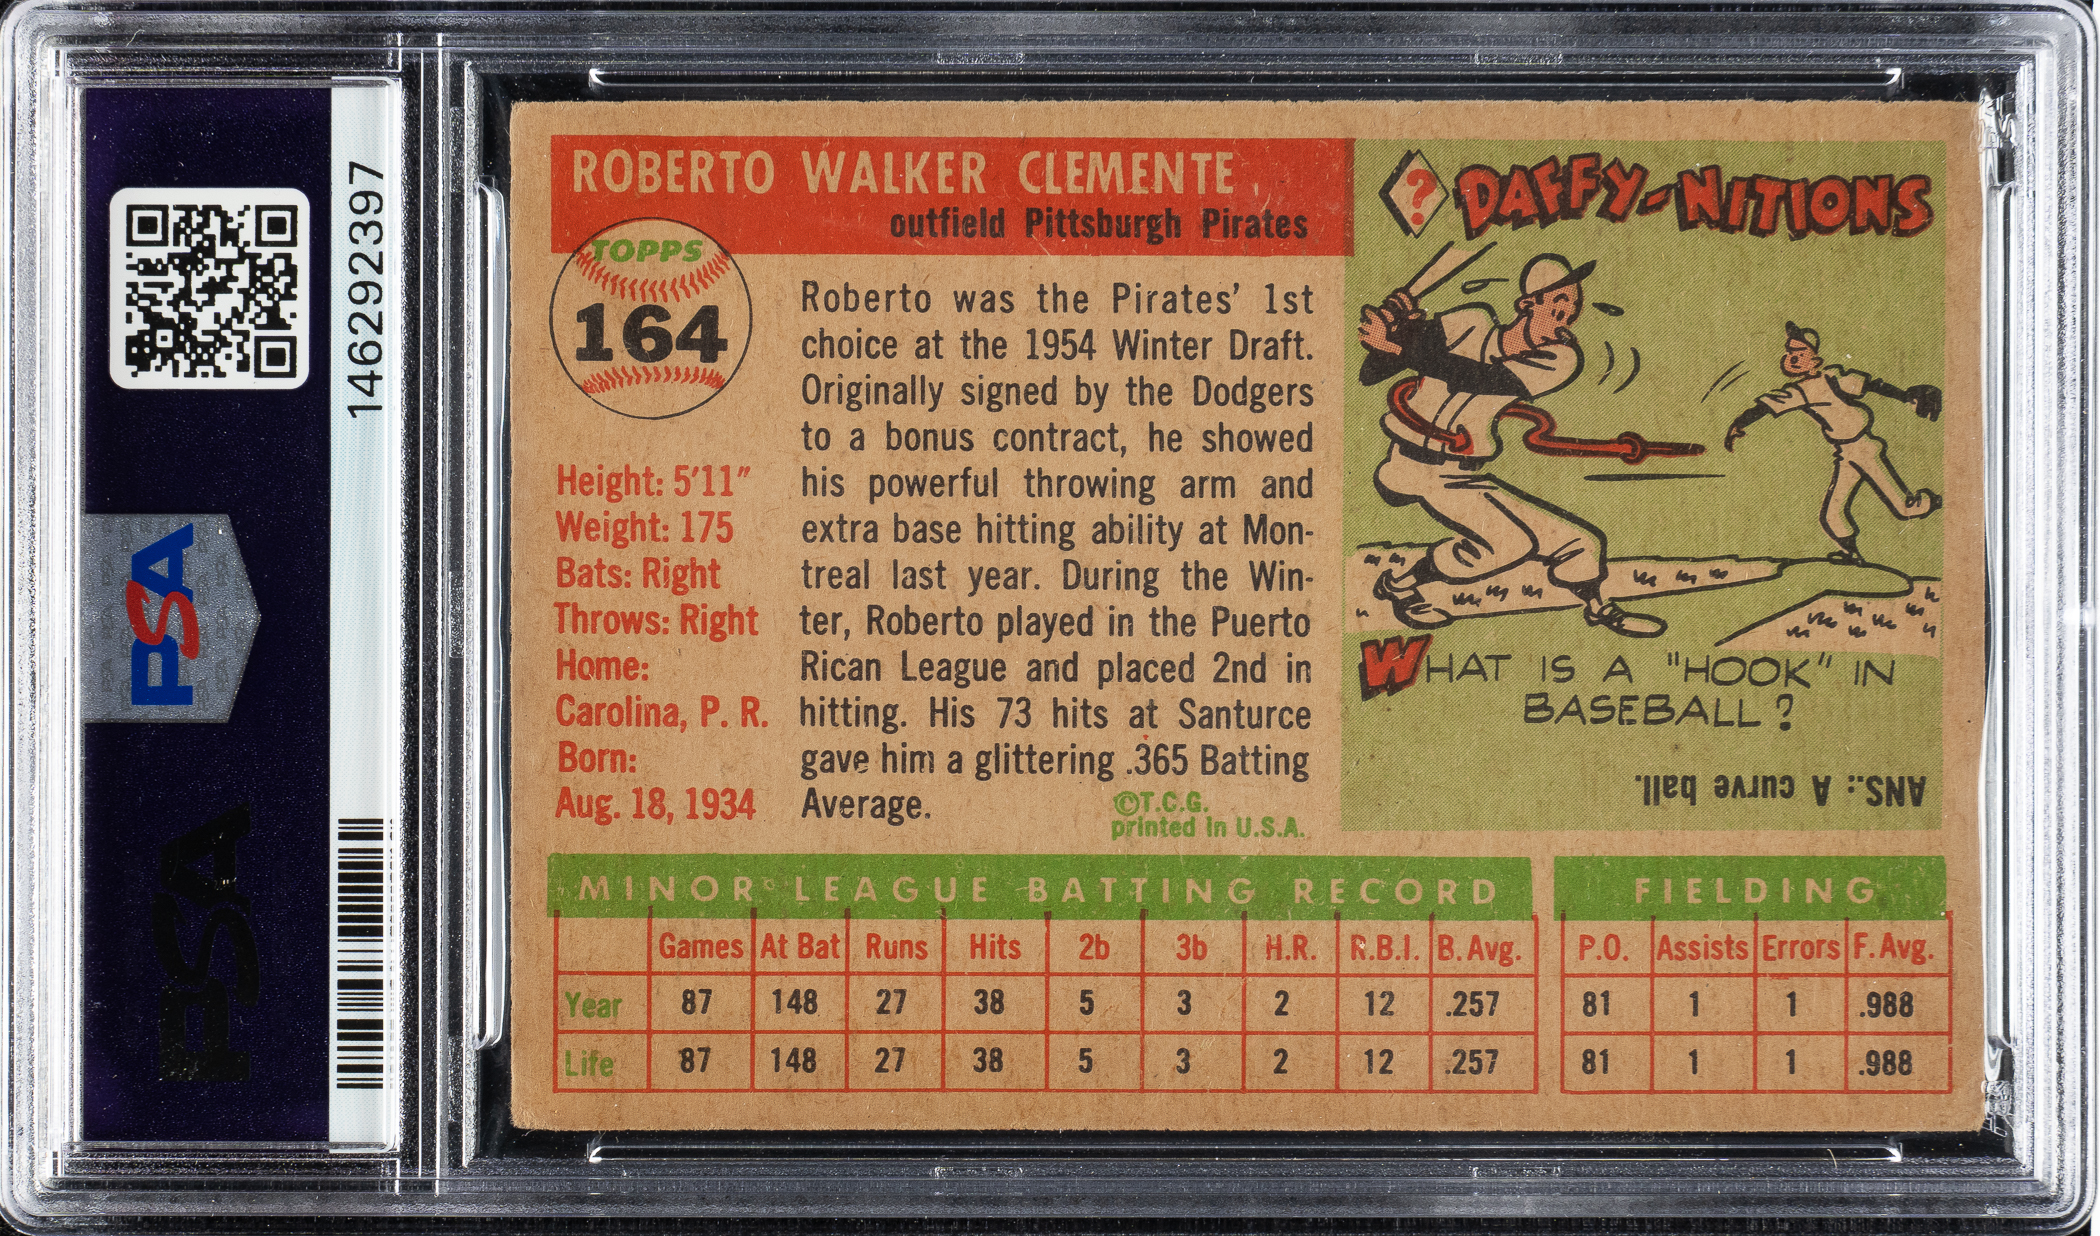 14629297
PSA
PSA
ROBERTO WALKER CLEMENTE
outfield Pittsburgh Pirates
TOPPS
164
Height: 5'11"
Weight: 175
Bats: Right
Throws: Right
Home:
Carolina, P. R.
Born:
Aug. 18, 1934
Roberto was the Pirates' 1st
choice at the 1954 Winter Draft.
Originally signed by the Dodgers
to a bonus contract, he showed
his powerful throwing arm and
extra base hitting ability at Mon-
treal last year. During the Win-
ter, Roberto played in the Puerto
Rican League and placed 2nd in
hitting. His 73 hits at Santurce
gave him a glittering .365 Batting
Average.
©T.C.G.
printed in U.S.A.
? DAFFY-NITIONS
WHAT IS A "HOOK" IN
BASEBALL?
ANS.: A curve ball.
MINOR LEAGUE BATTING RECORD
Games At Bat Runs Hits 2b 3b H.R. R.B.I. B. Avg.
Year 87 148 27 38 5 3 2 12 .257
Life 87 148 27 38 5 3 2 12 .257
FIELDING
P.O. Assists Errors F. Avg.
81 1 1 .988
81 1 1 .988